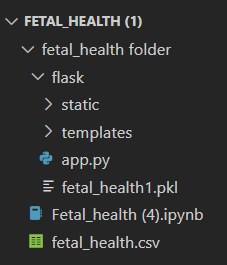 FETAL_HEALTH (1)
fetal_health folder
flask
static
templates
app.py
fetal_health1.pkl
Fetal_health (4).ipynb
fetal_health.csv